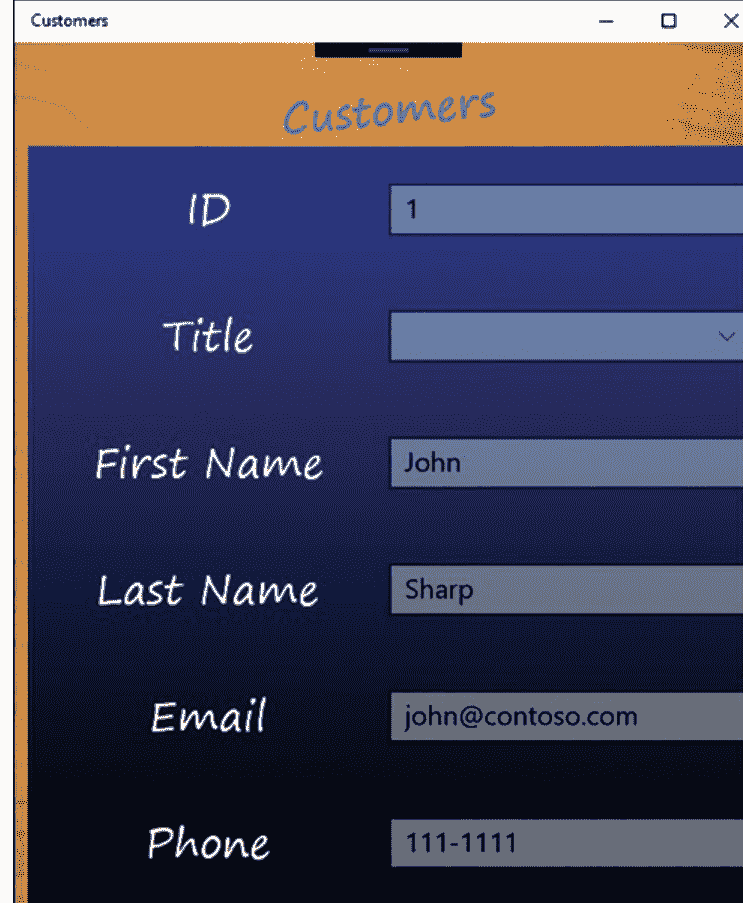 Customers
Customers
ID 1
Title
First Name John
Last Name Sharp
Email john@contoso.com
Phone 111-1111